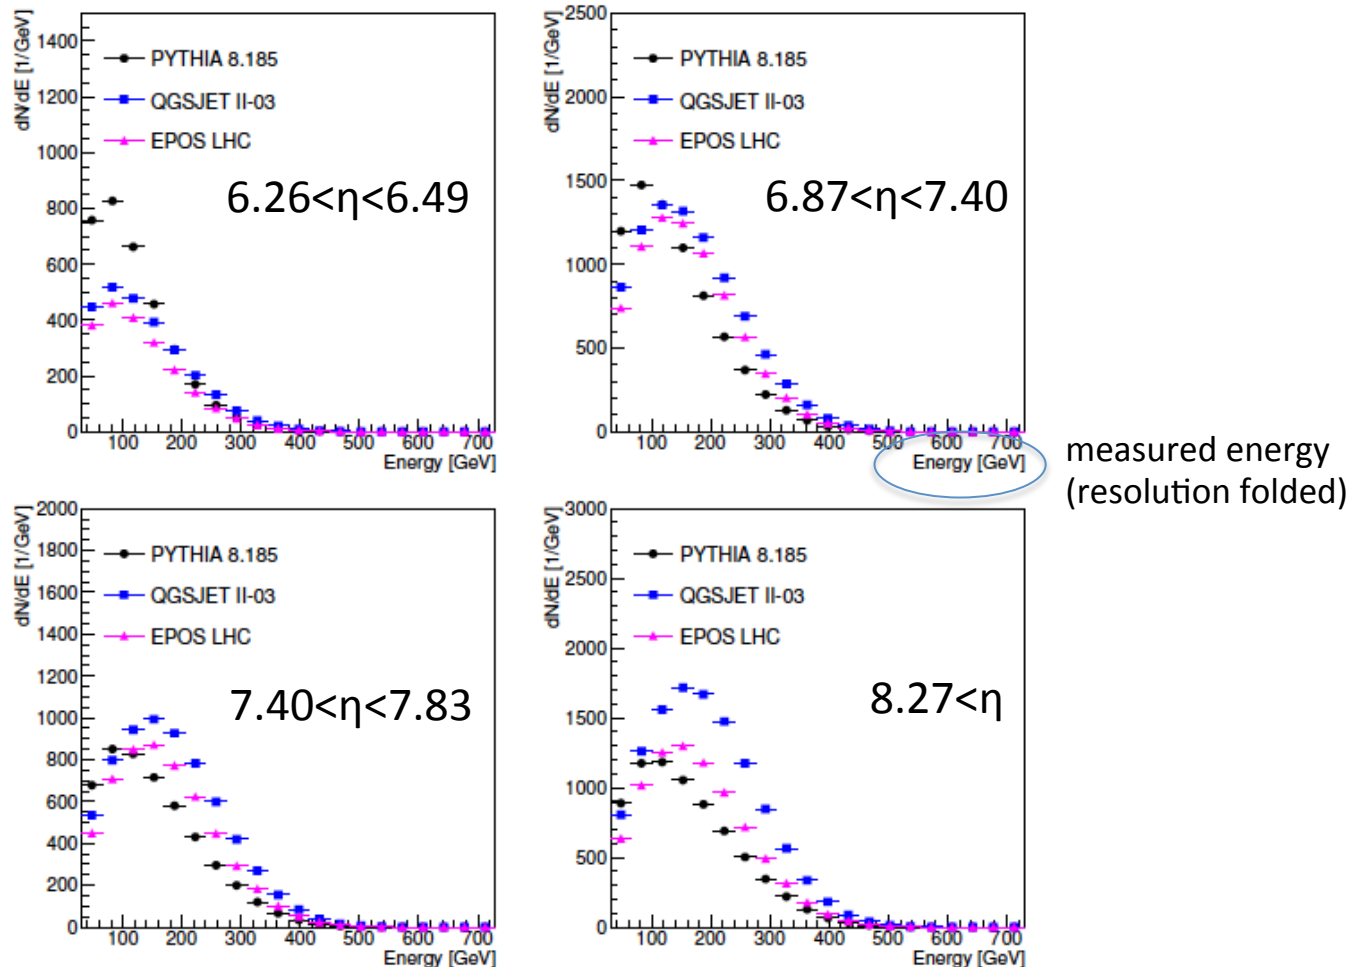 dN/dE [1/GeV]
1400
1200
1000
800
600
400
200
0
PYTHIA 8.185
QGSJET II-03
EPOS LHC
6.26<η<6.49
100 200 300 400 500 600 700
Energy [GeV]
dN/dE [1/GeV]
2500
2000
1500
1000
500
0
PYTHIA 8.185
QGSJET II-03
EPOS LHC
6.87<η<7.40
100 200 300 400 500 600 700
Energy [GeV]
measured energy
(resolution folded)
dN/dE [1/GeV]
2000
1800
1600
1400
1200
1000
800
600
400
200
0
PYTHIA 8.185
QGSJET II-03
EPOS LHC
7.40<η<7.83
100 200 300 400 500 600 700
Energy [GeV]
dN/dE [1/GeV]
3000
2500
2000
1500
1000
500
0
PYTHIA 8.185
QGSJET II-03
EPOS LHC
8.27<η
100 200 300 400 500 600 700
Energy [GeV]